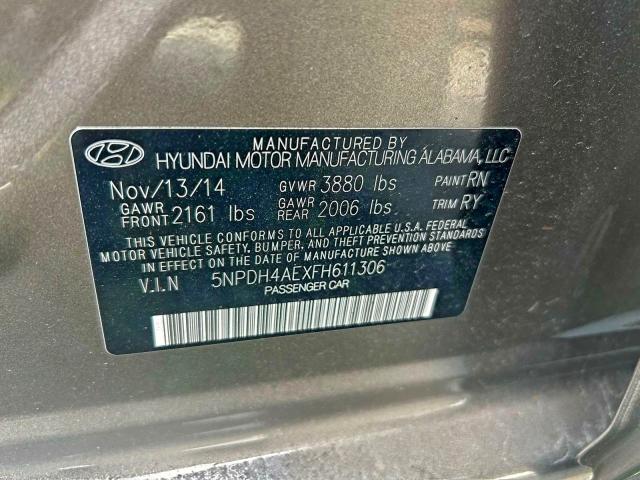 MANUFACTURED BY
HYUNDAI MOTOR MANUFACTURING ALABAMA, LLC
Nov/13/14 GVWR 3880 lbs PAINT RN
GAWR FRONT 2161 lbs GAWR REAR 2006 lbs TRIM RY
THIS VEHICLE CONFORMS TO ALL APPLICABLE U.S.A. FEDERAL
MOTOR VEHICLE SAFETY, BUMPER, AND THEFT PREVENTION
STANDARDS IN EFFECT ON THE DATE OF MANUFACTURE SHOWN ABOVE.
V.I.N 5NPDH4AEXFH611306
PASSENGER CAR